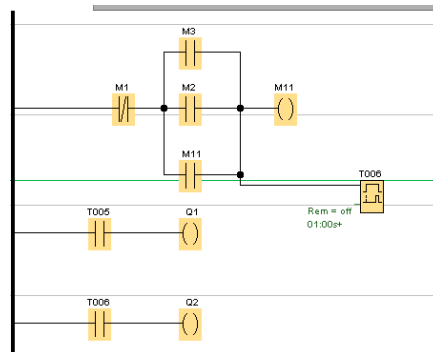 M3
M1 M2 M11
M11
T006
Rem = off
01:00s+
T005 Q1
T006 Q2